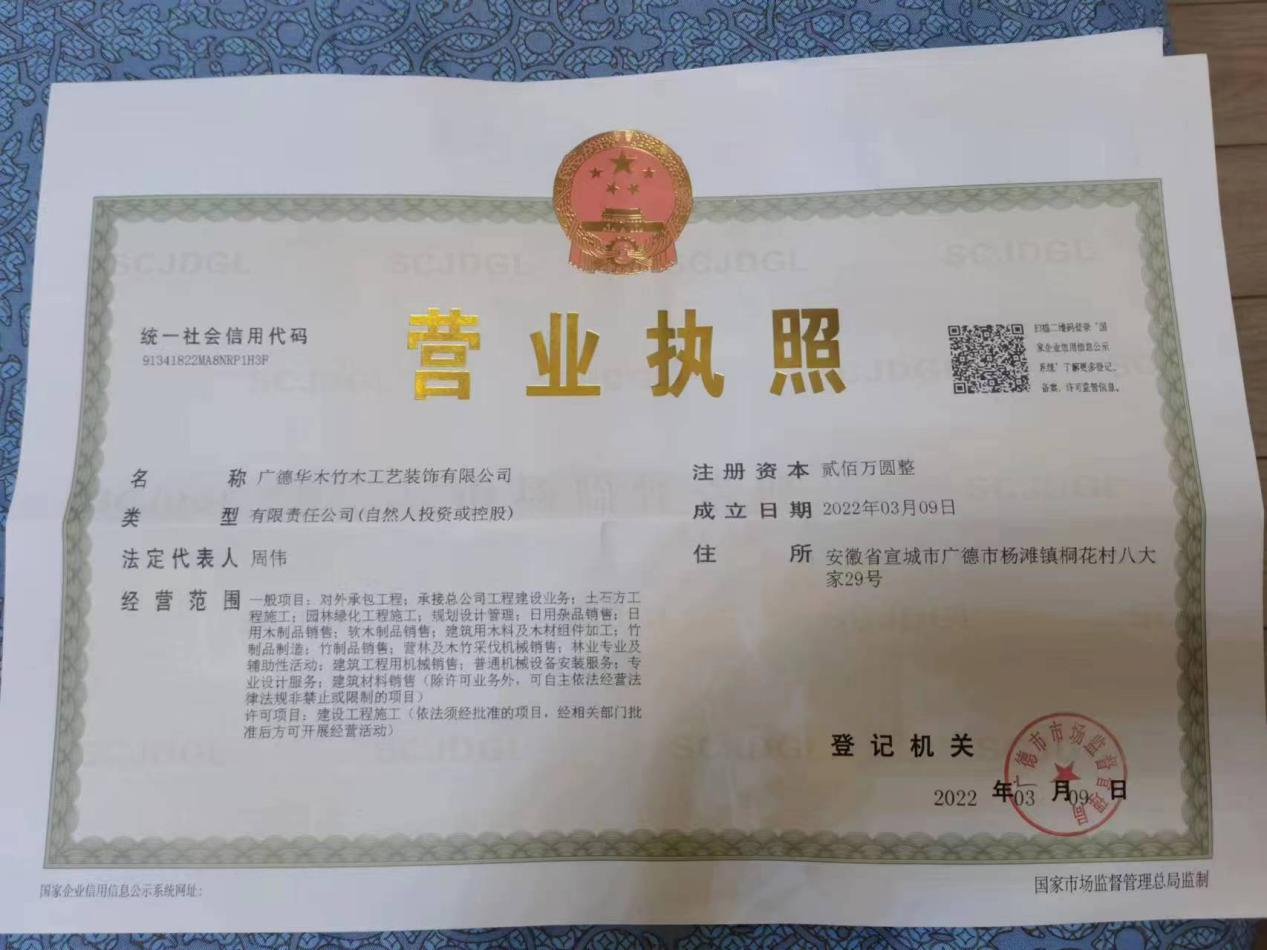 营业执照
统一社会信用代码
91341822MA8NRP1H3F
扫描二维码登录‘国
家企业信用信息公示
系统’了解更多登记、
备案、许可监管信息。
名 称 广德华木竹木工艺装饰有限公司
类 型 有限责任公司(自然人投资或控股)
法定代表人 周伟
经营范围 一般项目：对外承包工程；承接总公司工程建设业务；土石方工
程施工；园林绿化工程施工；规划设计管理；日用杂品销售；日
用木制品销售；软木制品销售；建筑用木料及木材组件加工；竹
制品制造；竹制品销售；营林及木竹采伐机械销售；林业专业及
辅助性活动；建筑工程用机械销售；普通机械设备安装服务；专
业设计服务；建筑材料销售（除许可业务外，可自主依法经营法
律法规非禁止或限制的项目）
许可项目：建设工程施工（依法须经批准的项目，经相关部门批
准后方可开展经营活动）
注册资本 贰佰万圆整
成立日期 2022年03月09日
住 所 安徽省宣城市广德市杨滩镇桐花村八大
家29号
登记机关
广德市市场监督管理局
2022 年03 月09 日
国家企业信用信息公示系统网址：
国家市场监督管理总局监制
SCJDGL